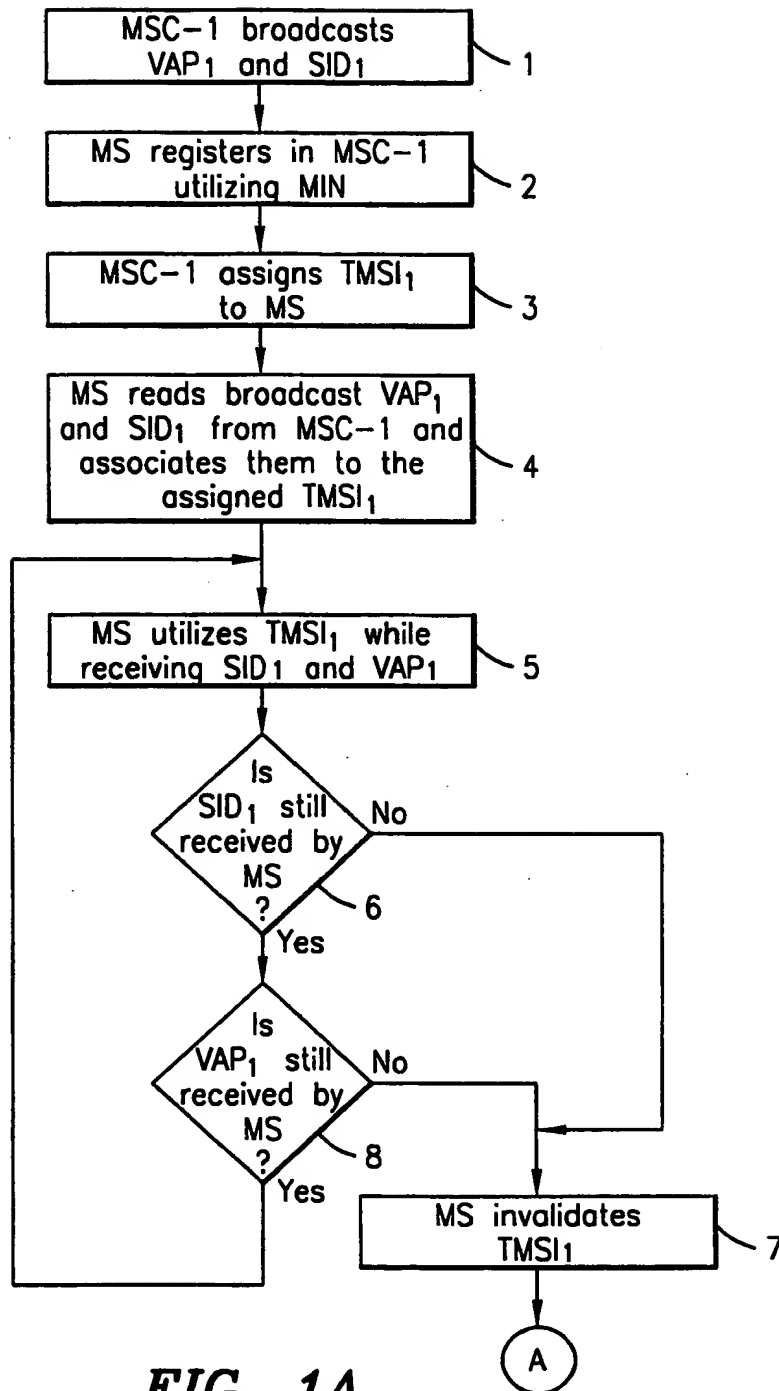 MSC-1 broadcasts
VAP₁ and SID₁
1
MS registers in MSC-1
utilizing MIN
2
MSC-1 assigns TMSI₁
to MS
3
MS reads broadcast VAP₁
and SID₁ from MSC-1 and
associates them to the
assigned TMSI₁
4
MS utilizes TMSI₁ while
receiving SID₁ and VAP₁
5
Is
SID₁ still
received by
MS
?
No
6
Yes
Is
VAP₁ still
received by
MS
?
No
8
Yes
MS invalidates
TMSI₁
7
A
FIG. 1A